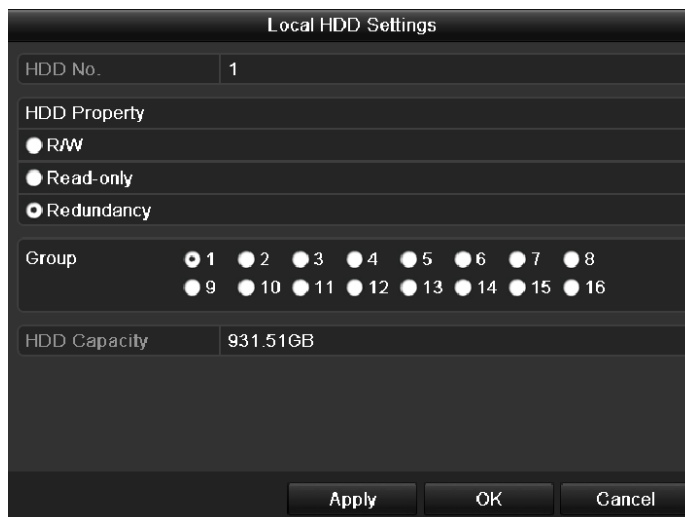 Local HDD Settings
HDD No. 1
HDD Property
R/W
Read-only
Redundancy
Group 1 2 3 4 5 6 7 8
9 10 11 12 13 14 15 16
HDD Capacity 931.51GB
Apply OK Cancel